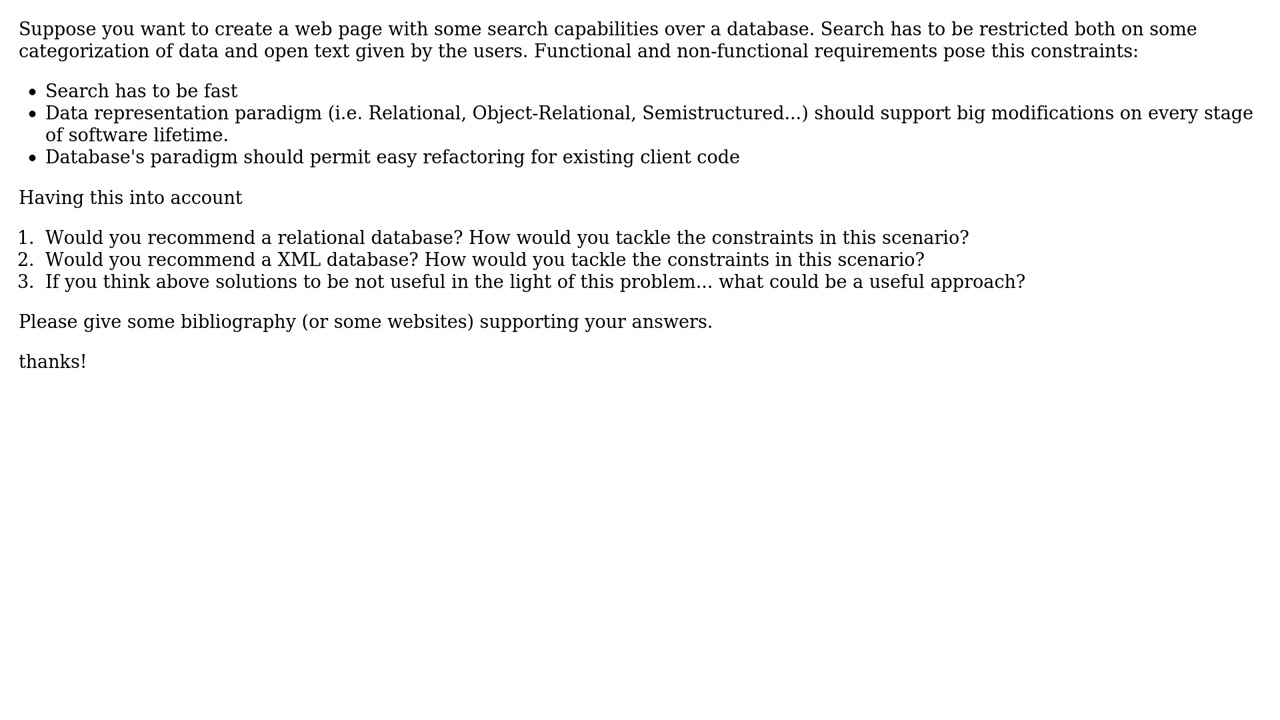 Suppose you want to create a web page with some search capabilities over a database. Search has to be restricted both on some
categorization of data and open text given by the users. Functional and non-functional requirements pose this constraints:
• Search has to be fast
• Data representation paradigm (i.e. Relational, Object-Relational, Semistructured...) should support big modifications on every stage
of software lifetime.
• Database's paradigm should permit easy refactoring for existing client code
Having this into account
1. Would you recommend a relational database? How would you tackle the constraints in this scenario?
2. Would you recommend a XML database? How would you tackle the constraints in this scenario?
3. If you think above solutions to be not useful in the light of this problem... what could be a useful approach?
Please give some bibliography (or some websites) supporting your answers.
thanks!